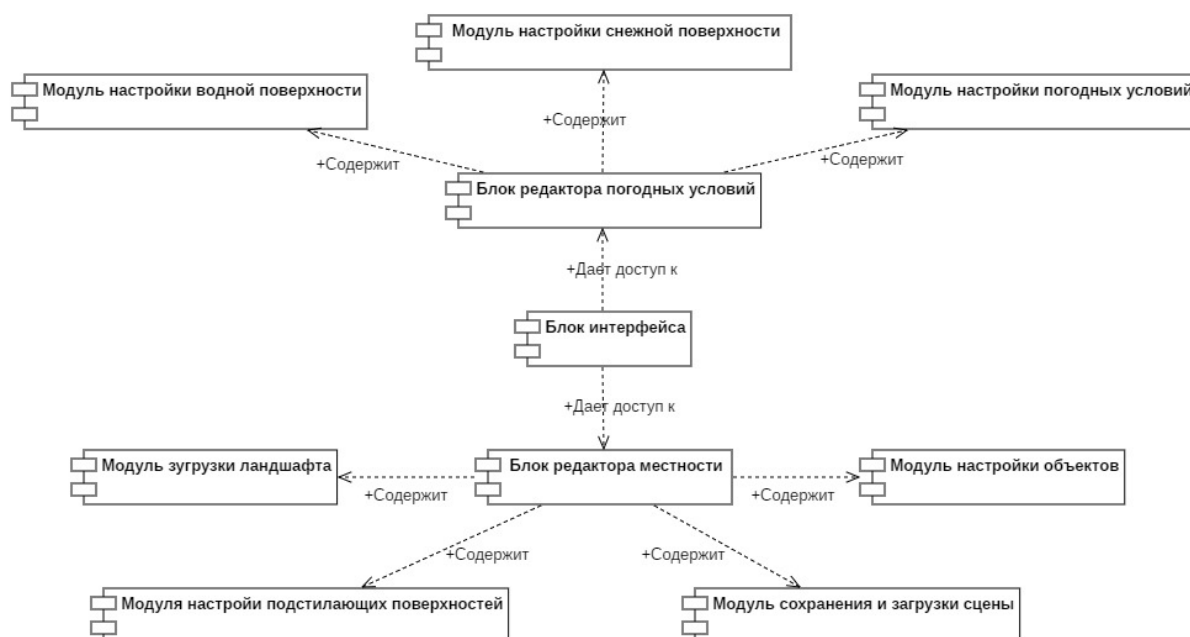 Модуль настройки снежной поверхности
Модуль настройки водной поверхности
Модуль настройки погодных условий
+Содержит
+Содержит
+Содержит
Блок редактора погодных условий
+Дает доступ к
Блок интерфейса
+Дает доступ к
Модуль зугрузки ландшафта
Блок редактора местности
Модуль настройки объектов
+Содержит
+Содержит
+Содержит
+Содержит
Модуля настройи подстилающих поверхностей
Модуль сохранения и загрузки сцены